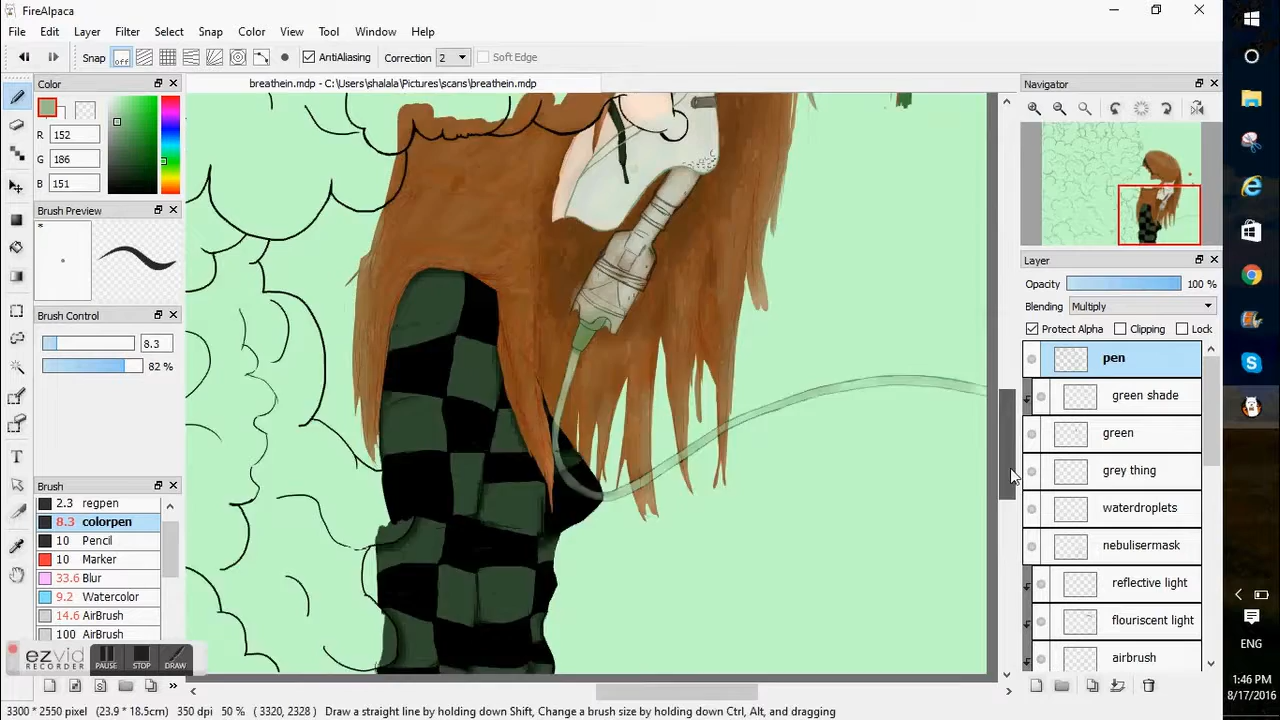 FireAlpaca
File Edit Layer Filter Select Snap Color View Tool Window Help
Snap off AntiAliasing Correction 2 Soft Edge
Color breathein.mdp - C:\Users\shalala\Pictures\scans\breathein.mdp Navigator
R 152
G 186
B 151
Brush Preview
*
Layer
Opacity 100 %
Blending Multiply
Protect Alpha Clipping Lock
Brush Control
8.3
82 %
pen
green shade
green
grey thing
waterdroplets
nebulisermask
reflective light
flouriscent light
airbrush
Brush
2.3 regpen
8.3 colorpen
10 Pencil
10 Marker
33.6 Blur
9.2 Watercolor
14.6 AirBrush
100 AirBrush
ezvid
RECORDER
PAUSE STOP DRAW
ENG
1:46 PM
8/17/2016
3300 * 2550 pixel (23.9 * 18.5cm) 350 dpi 50 % ( 3320, 2328 ) Draw a straight line by holding down Shift, Change a brush size by holding down Ctrl, Alt, and dragging